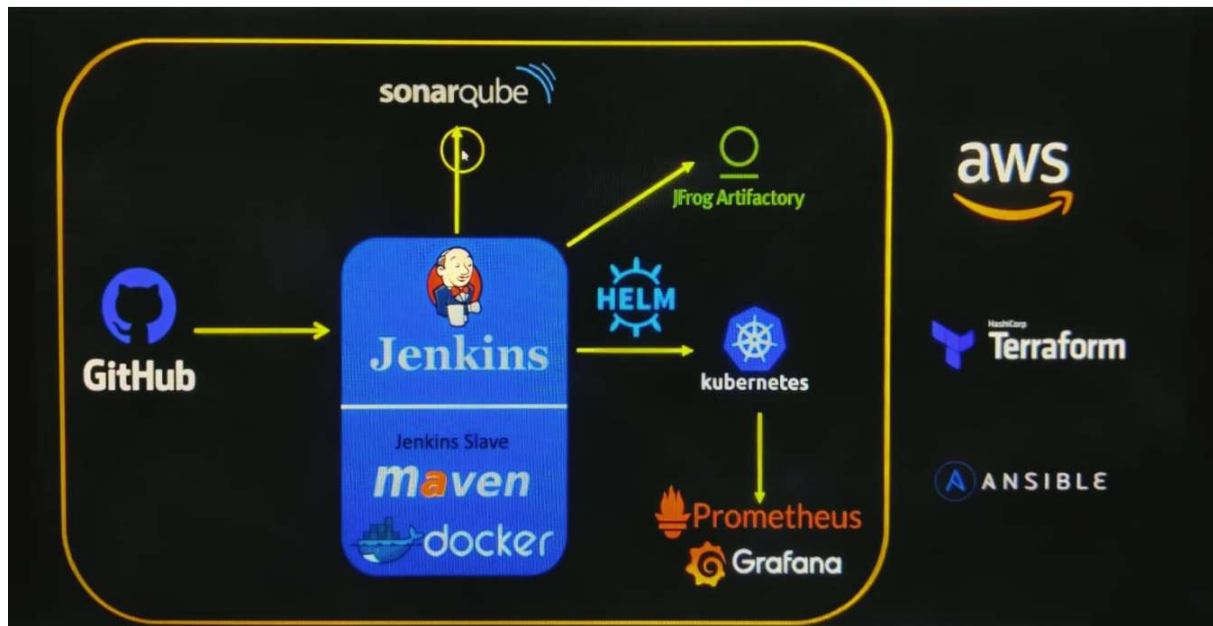 sonarqube
JFrog Artifactory
aws
GitHub
Jenkins
HELM
kubernetes
HashiCorp
Terraform
Jenkins Slave
maven
docker
Prometheus
Grafana
ANSIBLE